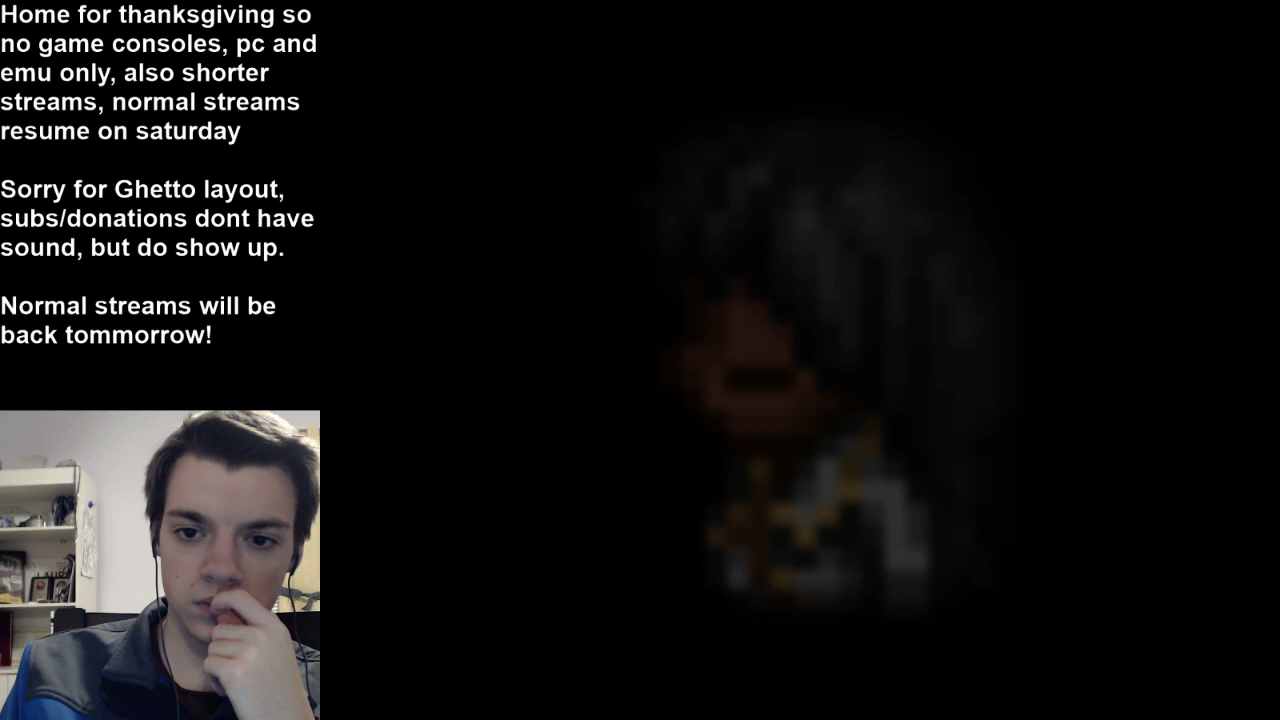 Home for thanksgiving so
no game consoles, pc and
emu only, also shorter
streams, normal streams
resume on saturday
Sorry for Ghetto layout,
subs/donations dont have
sound, but do show up.
Normal streams will be
back tommorrow!